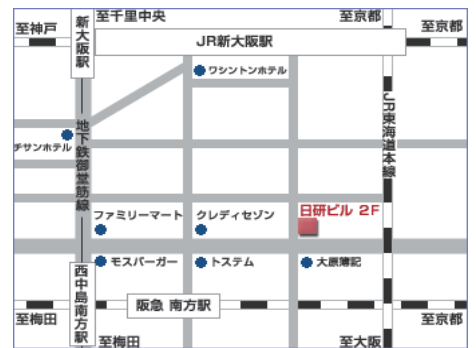 至千里中央
至京都
至神戸
新大阪駅
JR新大阪駅
至京都
ワシントンホテル
チサンホテル
地下鉄御堂筋線
JR東海道本線
ファミリーマート
クレディセゾン
日研ビル 2F
モスバーガー
トステム
大原簿記
西中島南方駅
阪急 南方駅
至梅田
至京都
至梅田
至大阪